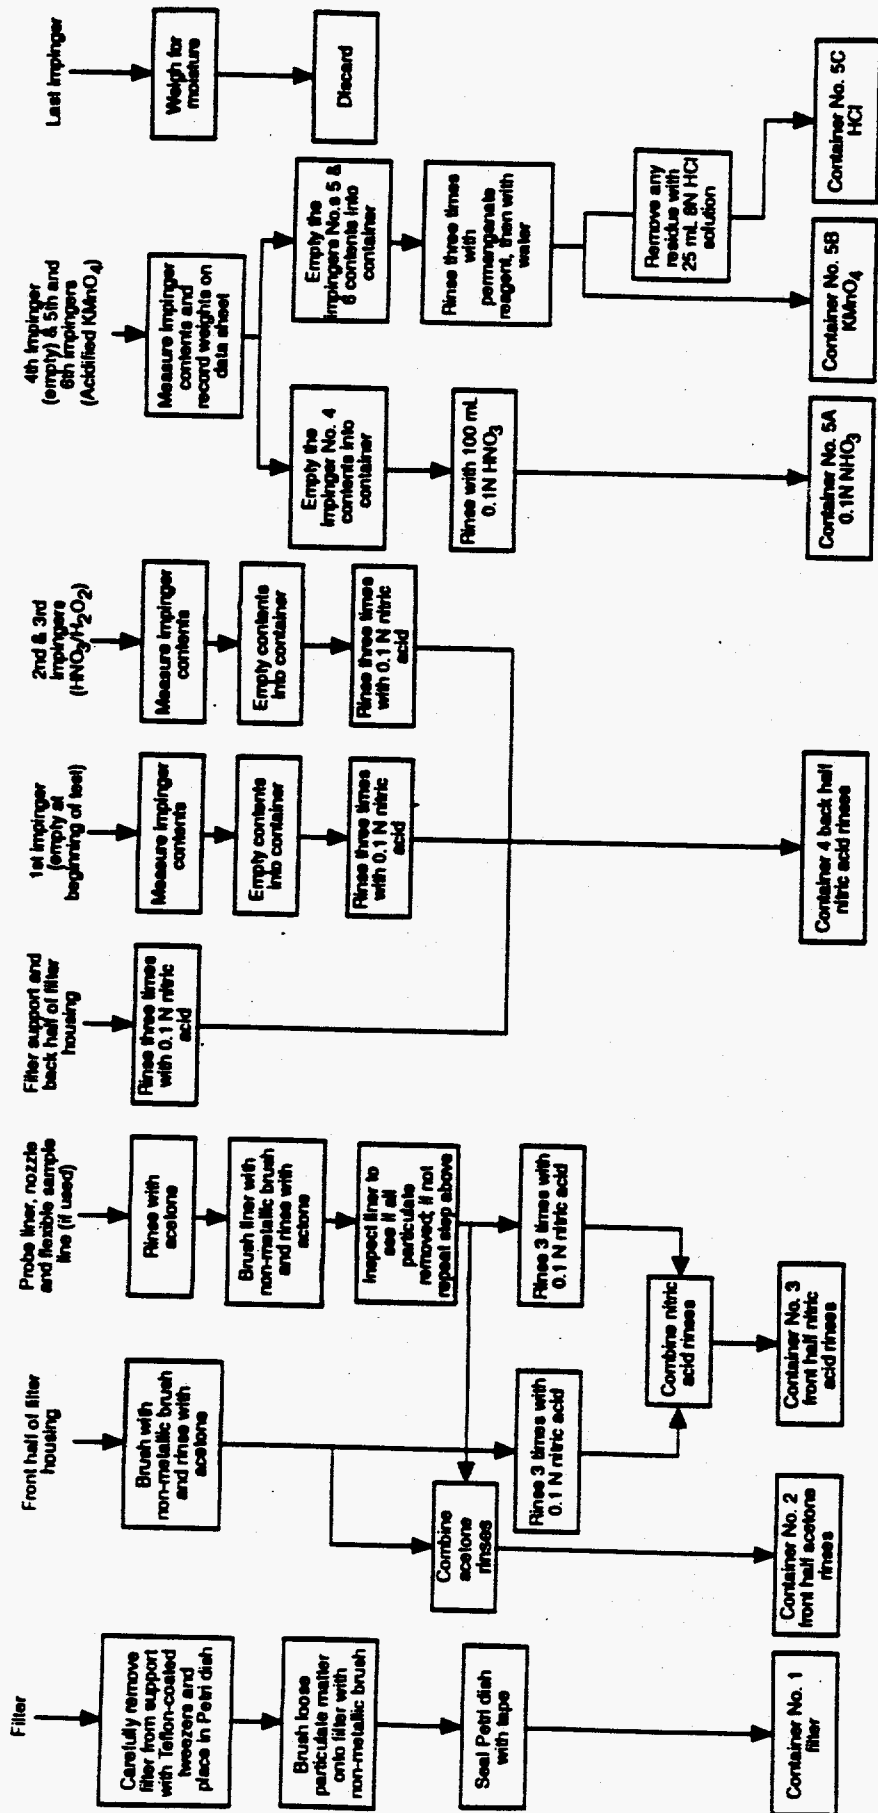 Filter
Carefully remove
filter from support
with Teflon-coated
tweezers and
place in Petri dish
Brush loose
particulate matter
onto filter with
non-metallic brush
Seal Petri dish
with tape
Container No. 1
filter
Front half of filter
housing
Brush with
non-metallic brush
and rinse with
acetone
Combine
acetone
rinses
Container No. 2
front half acetone
rinses
Rinse 3 times with
0.1 N nitric acid
Probe liner, nozzle
and flexible sample
line (if used)
Rinse with
acetone
Brush liner with
non-metallic brush
and rinse with
actone
Inspect liner to
see if all
particulate
removed; if not
repeat step above
Rinse 3 times with
0.1 N nitric acid
Combine nitric
acid rinses
Container No. 3
front half nitric
acid rinses
Filter support and
back half of filter
housing
Rinse three times
with 0.1 N nitric
acid
1st impinger
(empty at
beginning of test)
Measure impinger
contents
Empty contents
into container
Rinse three times
with 0.1 N nitric
acid
2nd & 3rd
impingers
(HNO₃/H₂O₂)
Measure impinger
contents
Empty contents
into container
Rinse three times
with 0.1 N nitric
acid
Container 4 back half
nitric acid rinses
4th impinger
(empty) & 5th and
6th impingers
(Acidified KMnO₄)
Measure impinger
contents and
record weights on
data sheet
Empty the
impinger No. 4
contents into
container
Rinse with 100 mL
0.1N HNO₃
Container No. 5A
0.1N NHO₃
Empty the
impingers No.s 5 &
6 contents into
container
Rinse three times
with
permanganate
reagent, then with
water
Remove any
residue with
25 mL 8N HCl
solution
Container No. 5B
KMnO₄
Container No. 5C
HCl
Last impinger
Weigh for
moisture
Discard